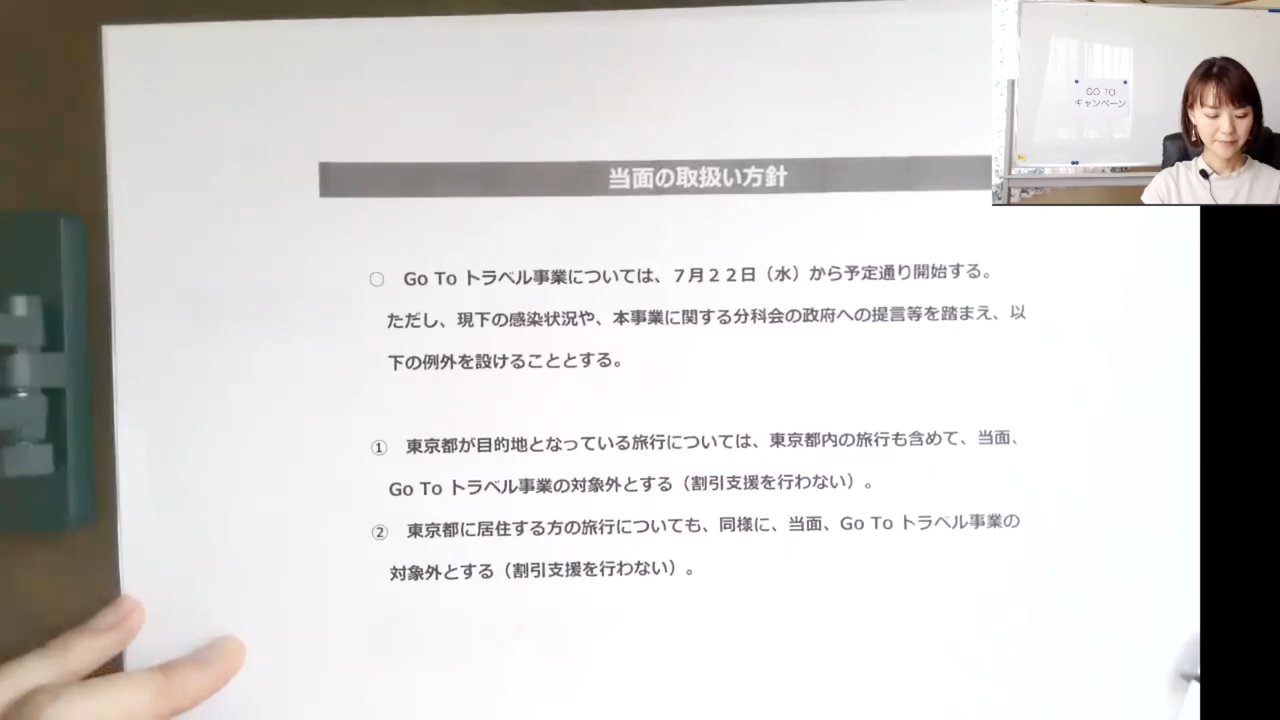 当面の取扱い方針
○ Go To トラベル事業については、７月２２日（水）から予定通り開始する。
ただし、現下の感染状況や、本事業に関する分科会の政府への提言等を踏まえ、以
下の例外を設けることとする。
① 東京都が目的地となっている旅行については、東京都内の旅行も含めて、当面、
Go To トラベル事業の対象外とする（割引支援を行わない）。
② 東京都に居住する方の旅行についても、同様に、当面、Go To トラベル事業の
対象外とする（割引支援を行わない）。
GO TO
キャンペーン